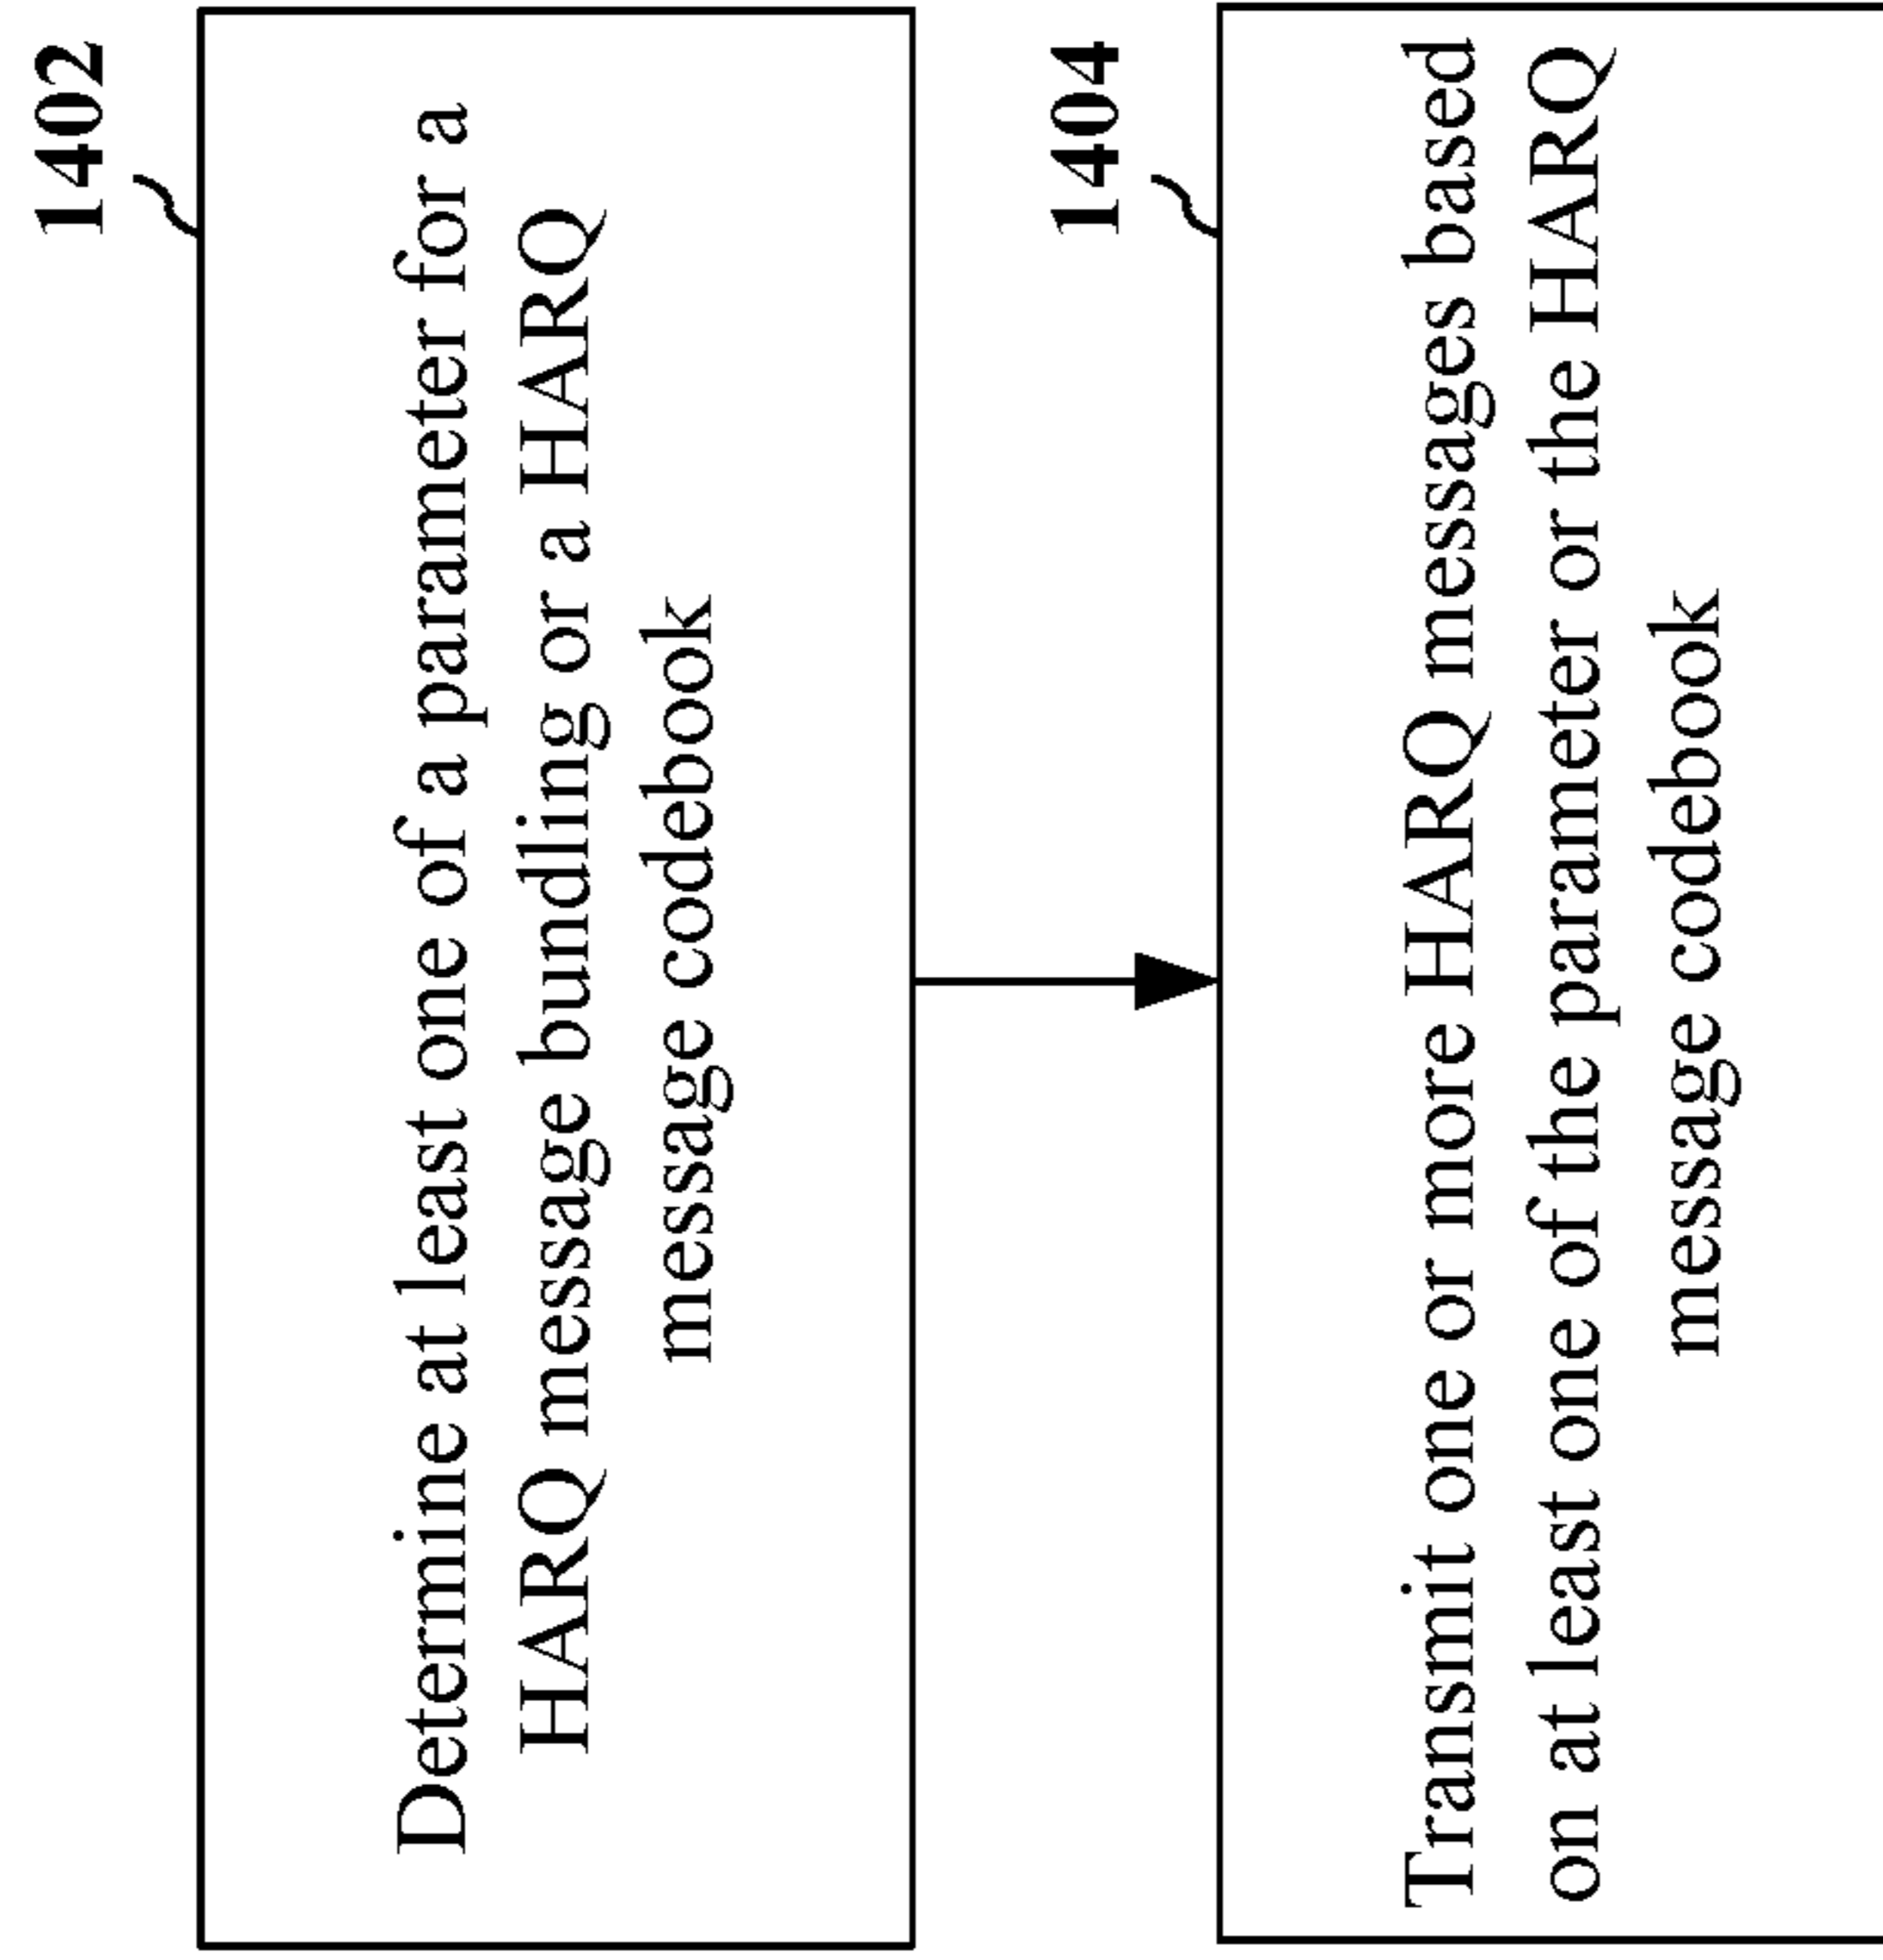 1402
Determine at least one of a parameter for a
HARQ message bundling or a HARQ
message codebook
1404
Transmit one or more HARQ messages based
on at least one of the parameter or the HARQ
message codebook